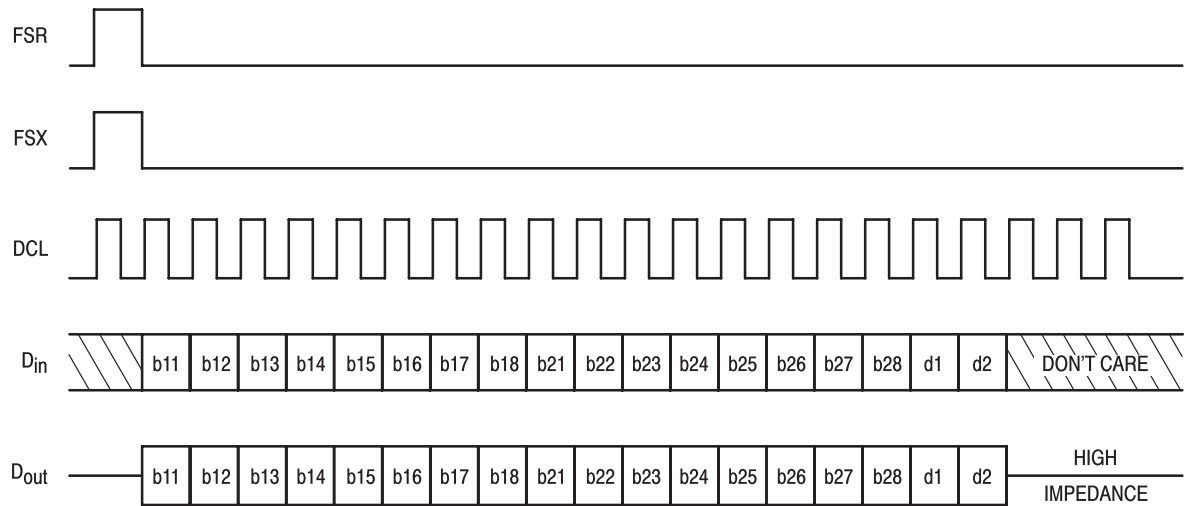 FSR
FSX
DCL
Din b11 b12 b13 b14 b15 b16 b17 b18 b21 b22 b23 b24 b25 b26 b27 b28 d1 d2 DON'T CARE
Dout b11 b12 b13 b14 b15 b16 b17 b18 b21 b22 b23 b24 b25 b26 b27 b28 d1 d2 HIGH
IMPEDANCE